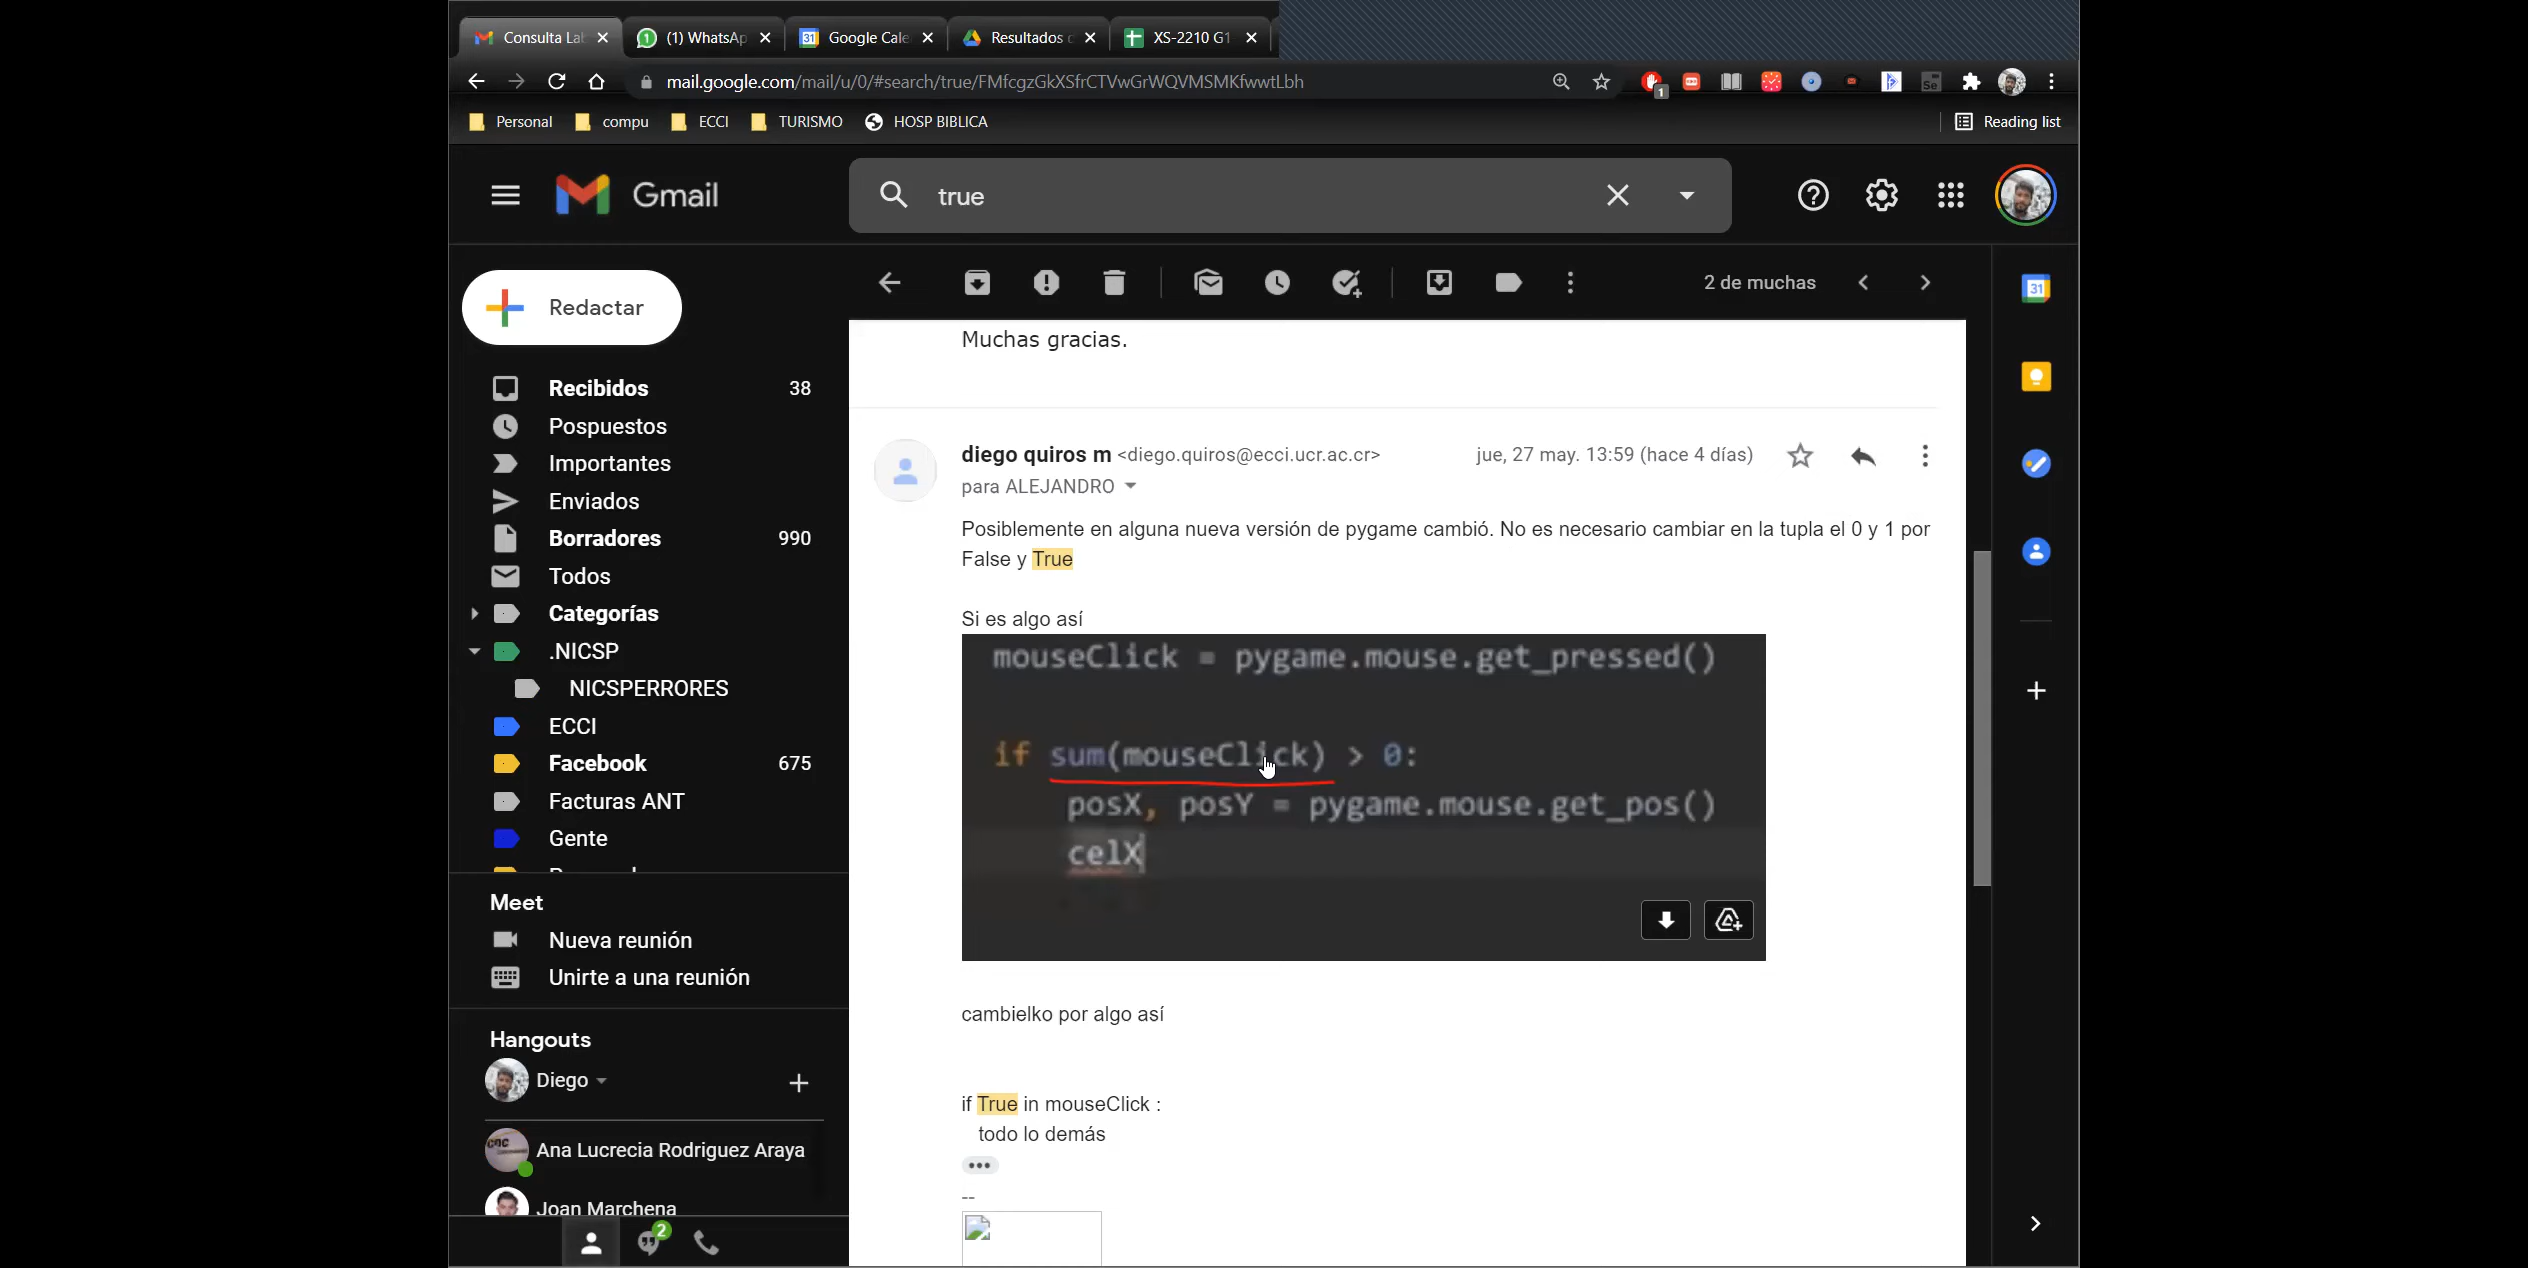 Consulta La
(1) WhatsAp
Google Cale
Resultados
XS-2210 G1
mail.google.com/mail/u/0/#search/true/FMfcgzGkXSfrCTVwGrWQVMSMKfwwtLbh
1
Personal
compu
ECCI
TURISMO
HOSP BIBLICA
Reading list
Gmail
true
Redactar
2 de muchas
31
Recibidos 38
Pospuestos
Importantes
Enviados
Borradores 990
Todos
Categorías
.NICSP
NICSPERRORES
ECCI
Facebook 675
Facturas ANT
Gente
Meet
Nueva reunión
Unirte a una reunión
Hangouts
Diego
Ana Lucrecia Rodriguez Araya
Joan Marchena
2
Muchas gracias.
diego quiros m <diego.quiros@ecci.ucr.ac.cr>
jue, 27 may. 13:59 (hace 4 días)
para ALEJANDRO
Posiblemente en alguna nueva versión de pygame cambió. No es necesario cambiar en la tupla el 0 y 1 por
False y True
Si es algo así
mouseClick = pygame.mouse.get_pressed()
if sum(mouseClick) > 0:
posX, posY = pygame.mouse.get_pos()
celX
cambielko por algo así
if True in mouseClick :
todo lo demás
--